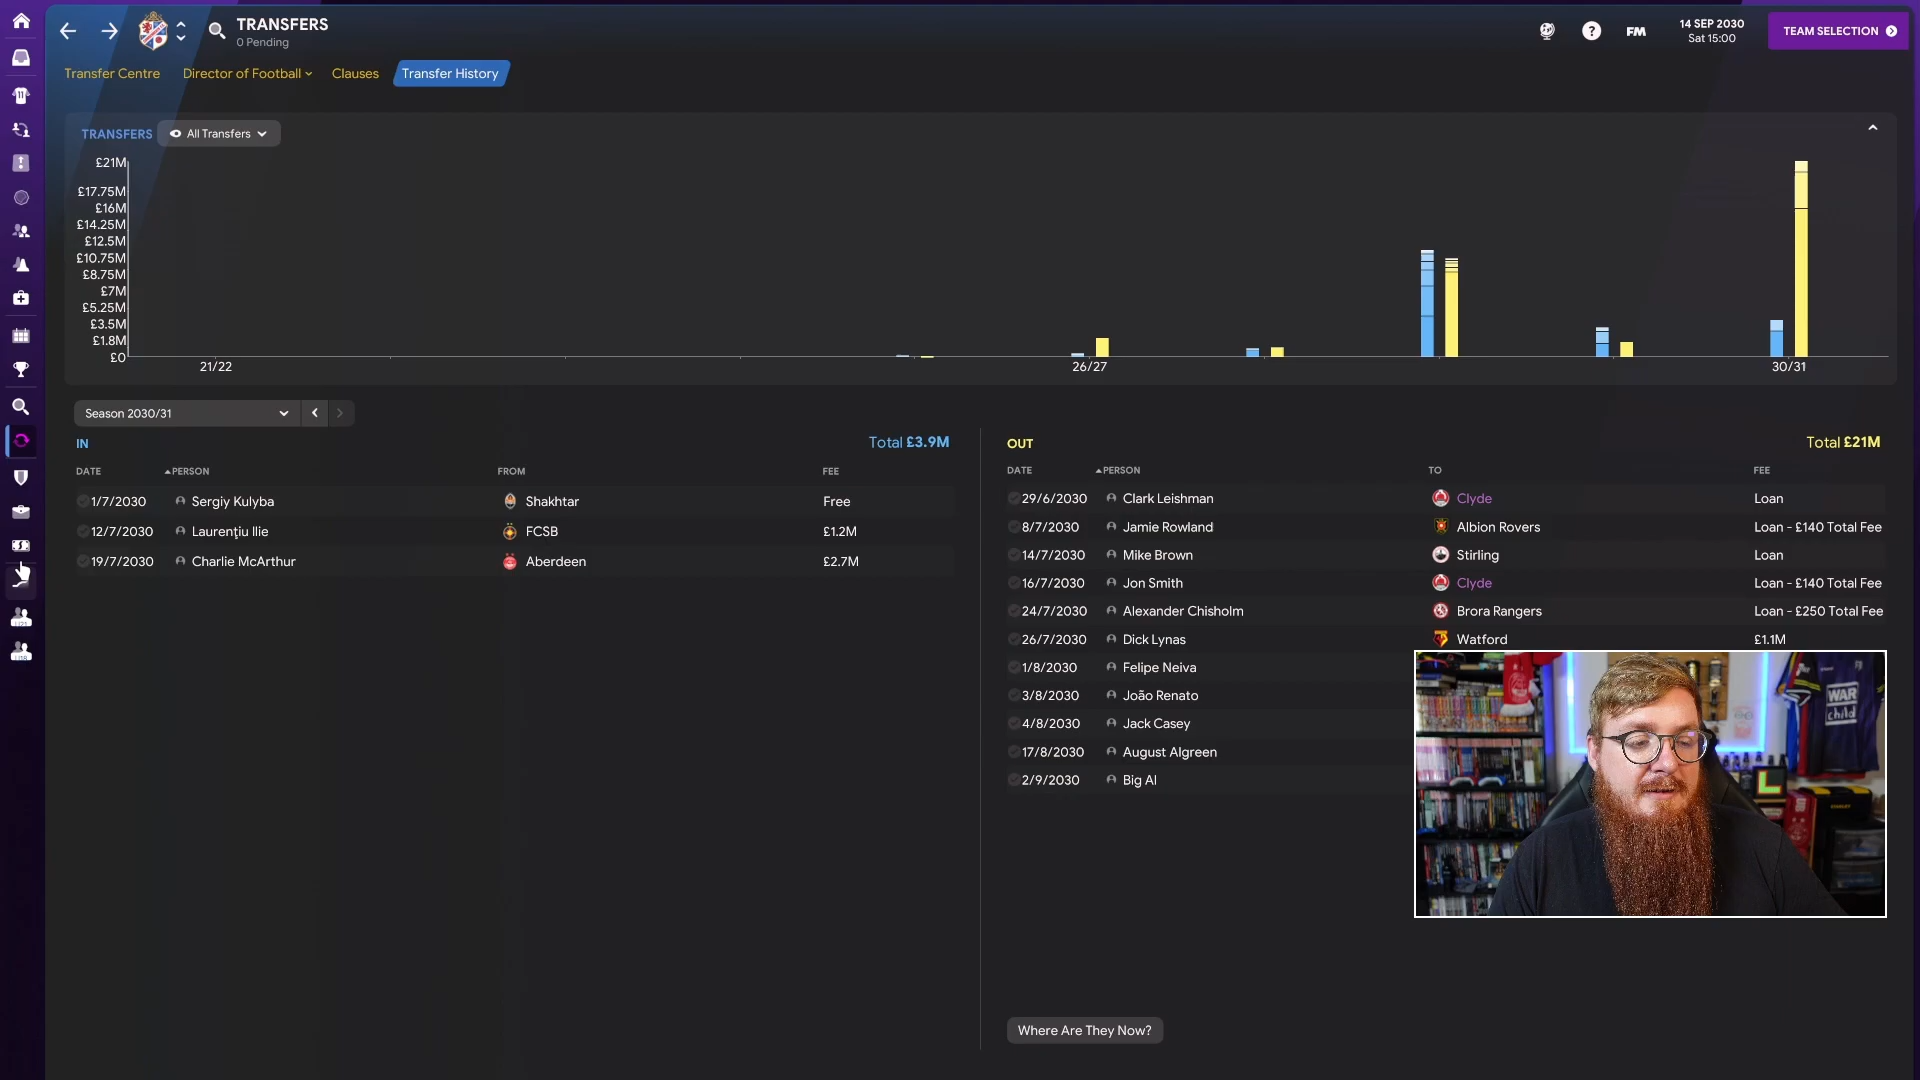 TRANSFERS
0 Pending
FM
14 SEP 2030
Sat 15:00
TEAM SELECTION
Transfer Centre
Director of Football
Clauses
Transfer History
TRANSFERS
All Transfers
£21M
£17.75M
£16M
£14.25M
£12.5M
£10.75M
£8.75M
£7M
£5.25M
£3.5M
£1.8M
£0
21/22
26/27
30/31
Season 2030/31
IN
Total £3.9M
DATE PERSON FROM FEE
1/7/2030 Sergiy Kulyba Shakhtar Free
12/7/2030 Laurenţiu Ilie FCSB £1.2M
19/7/2030 Charlie McArthur Aberdeen £2.7M
OUT
Total £21M
DATE PERSON TO FEE
29/6/2030 Clark Leishman Clyde Loan
8/7/2030 Jamie Rowland Albion Rovers Loan - £140 Total Fee
14/7/2030 Mike Brown Stirling Loan
16/7/2030 Jon Smith Clyde Loan - £140 Total Fee
24/7/2030 Alexander Chisholm Brora Rangers Loan - £250 Total Fee
26/7/2030 Dick Lynas Watford £1.1M
1/8/2030 Felipe Neiva
3/8/2030 João Renato
4/8/2030 Jack Casey
17/8/2030 August Algreen
2/9/2030 Big Al
WAR
child
Where Are They Now?